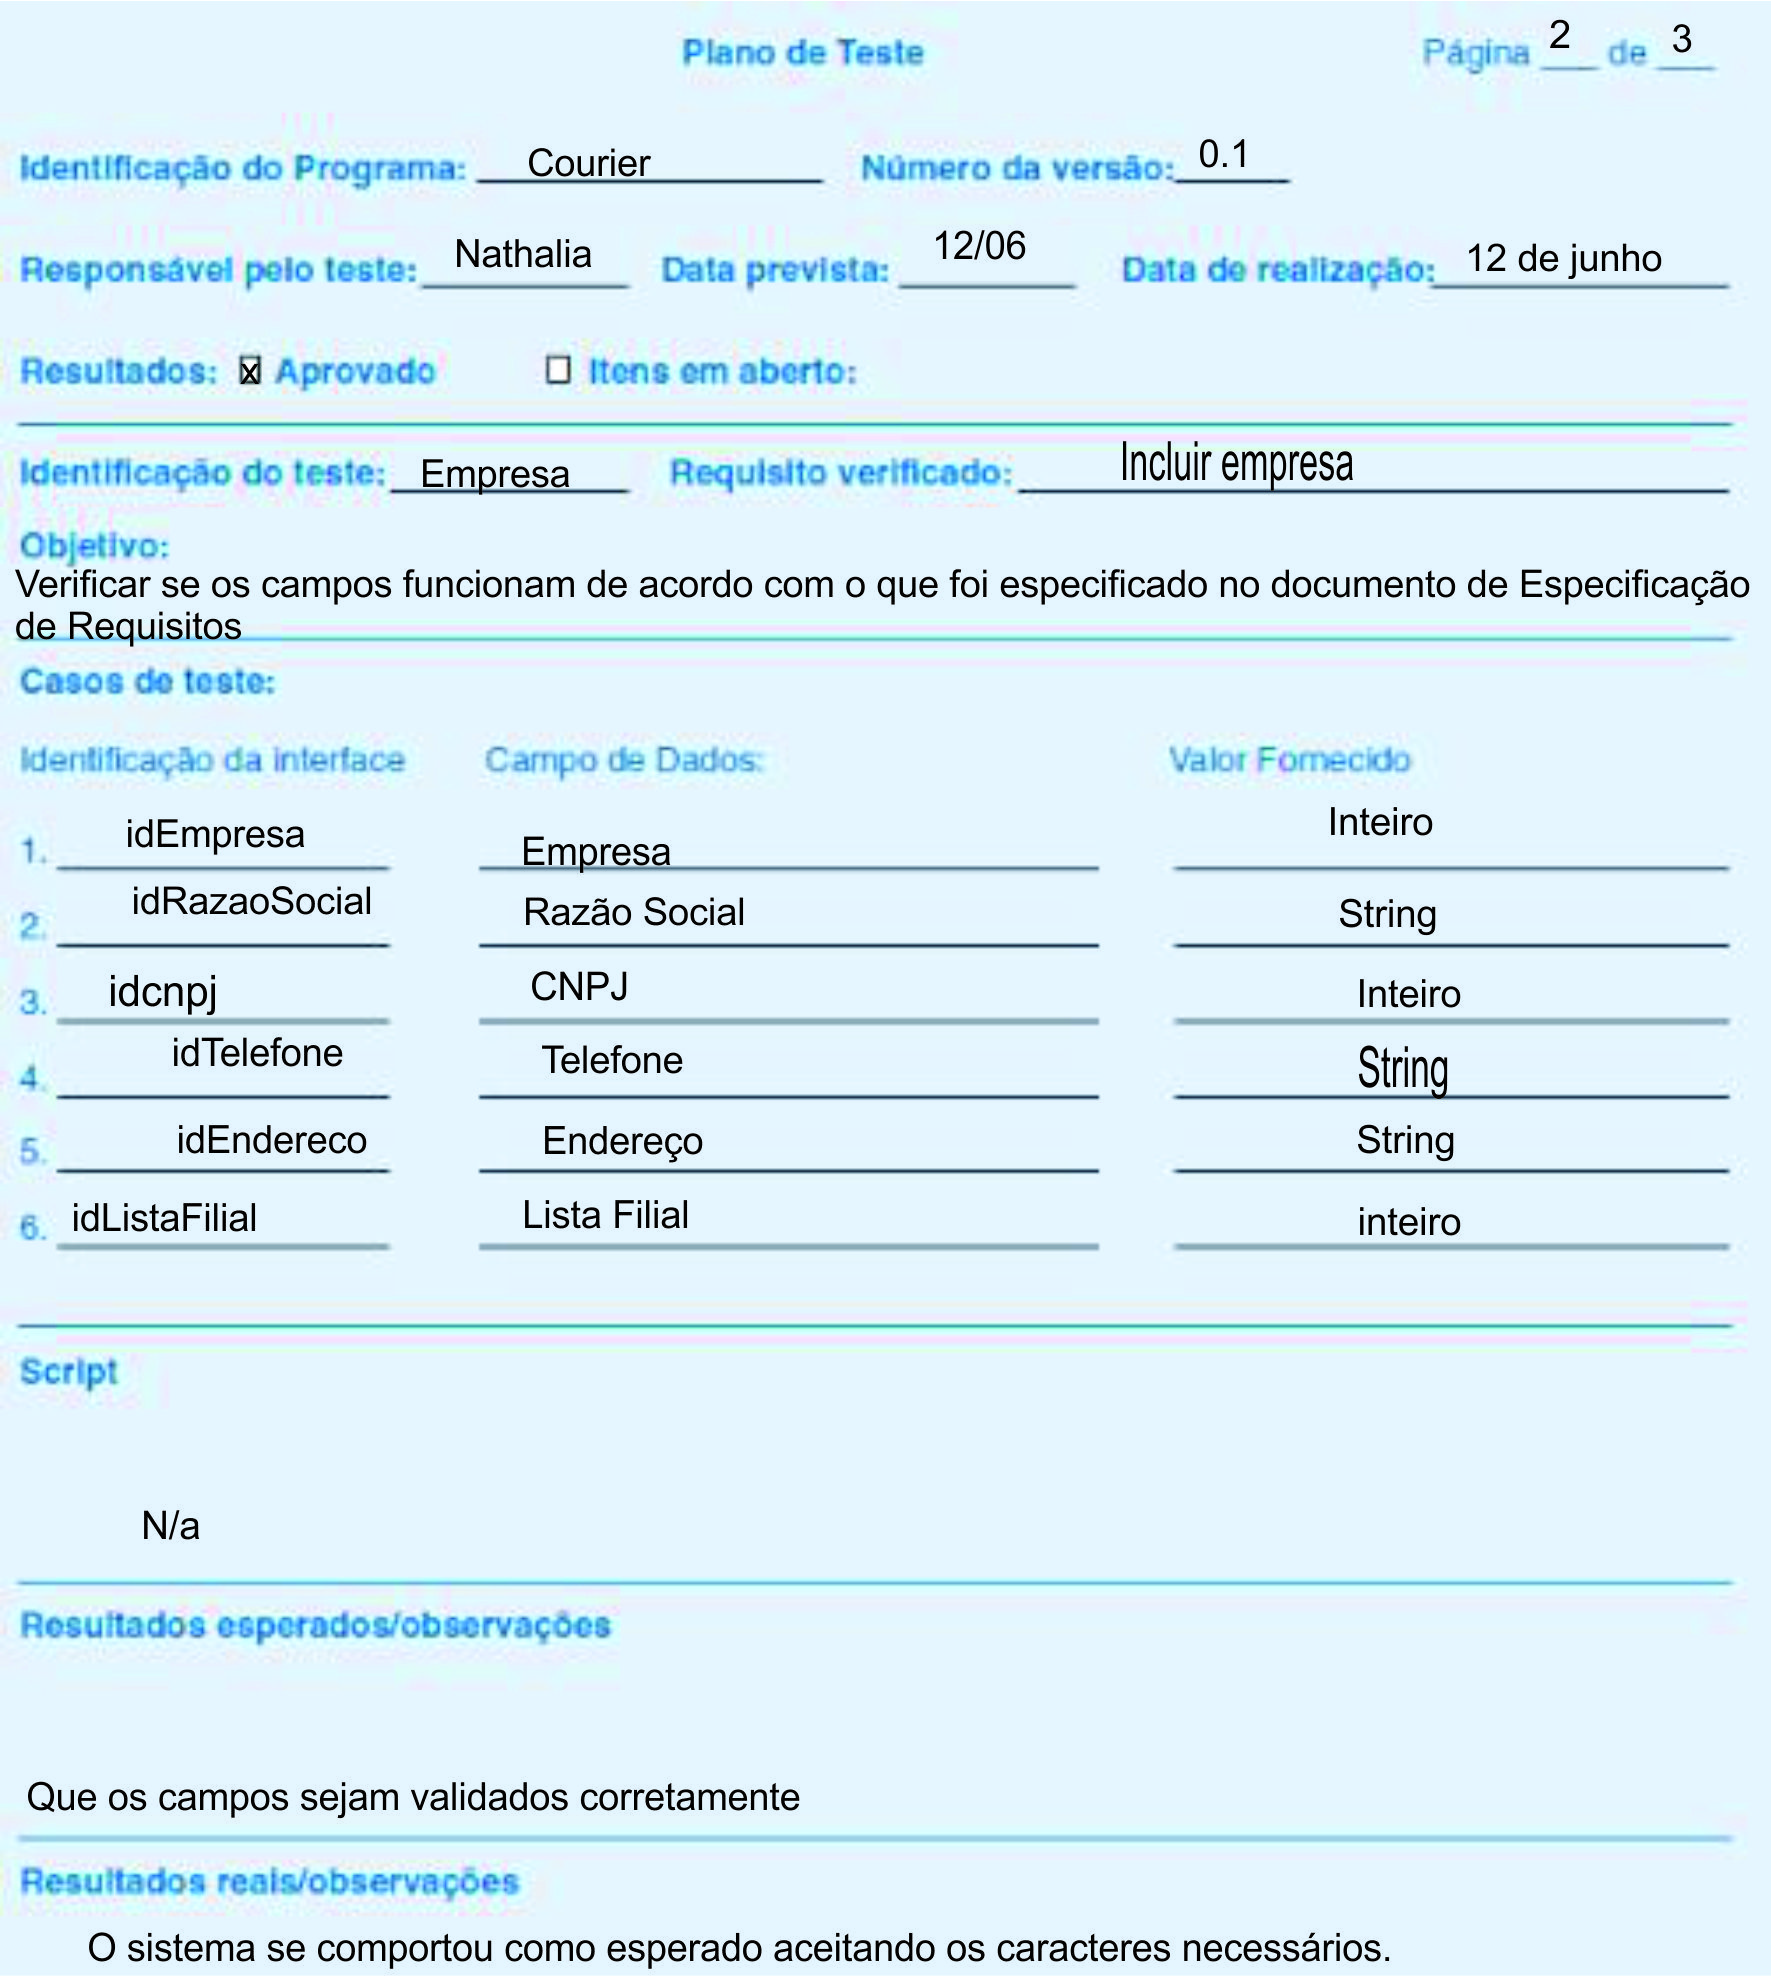 Plano de Teste Página 2 de 3
Identificação do Programa: Courier Número da versão: 0.1
Responsável pelo teste: Nathalia Data prevista: 12/06 Data de realização: 12 de junho
Resultados: x Aprovado Itens em aberto:
Identificação do teste: Empresa Requisito verificado: Incluir empresa
Objetivo:
Verificar se os campos funcionam de acordo com o que foi especificado no documento de Especificação
de Requisitos
Casos de teste:
Identificação da interface Campo de Dados: Valor Fornecido
1. idEmpresa Empresa Inteiro
2. idRazaoSocial Razão Social String
3. idcnpj CNPJ Inteiro
4. idTelefone Telefone String
5. idEndereco Endereço String
6. idListaFilial Lista Filial inteiro
Script
N/a
Resultados esperados/observações
Que os campos sejam validados corretamente
Resultados reais/observações
O sistema se comportou como esperado aceitando os caracteres necessários.